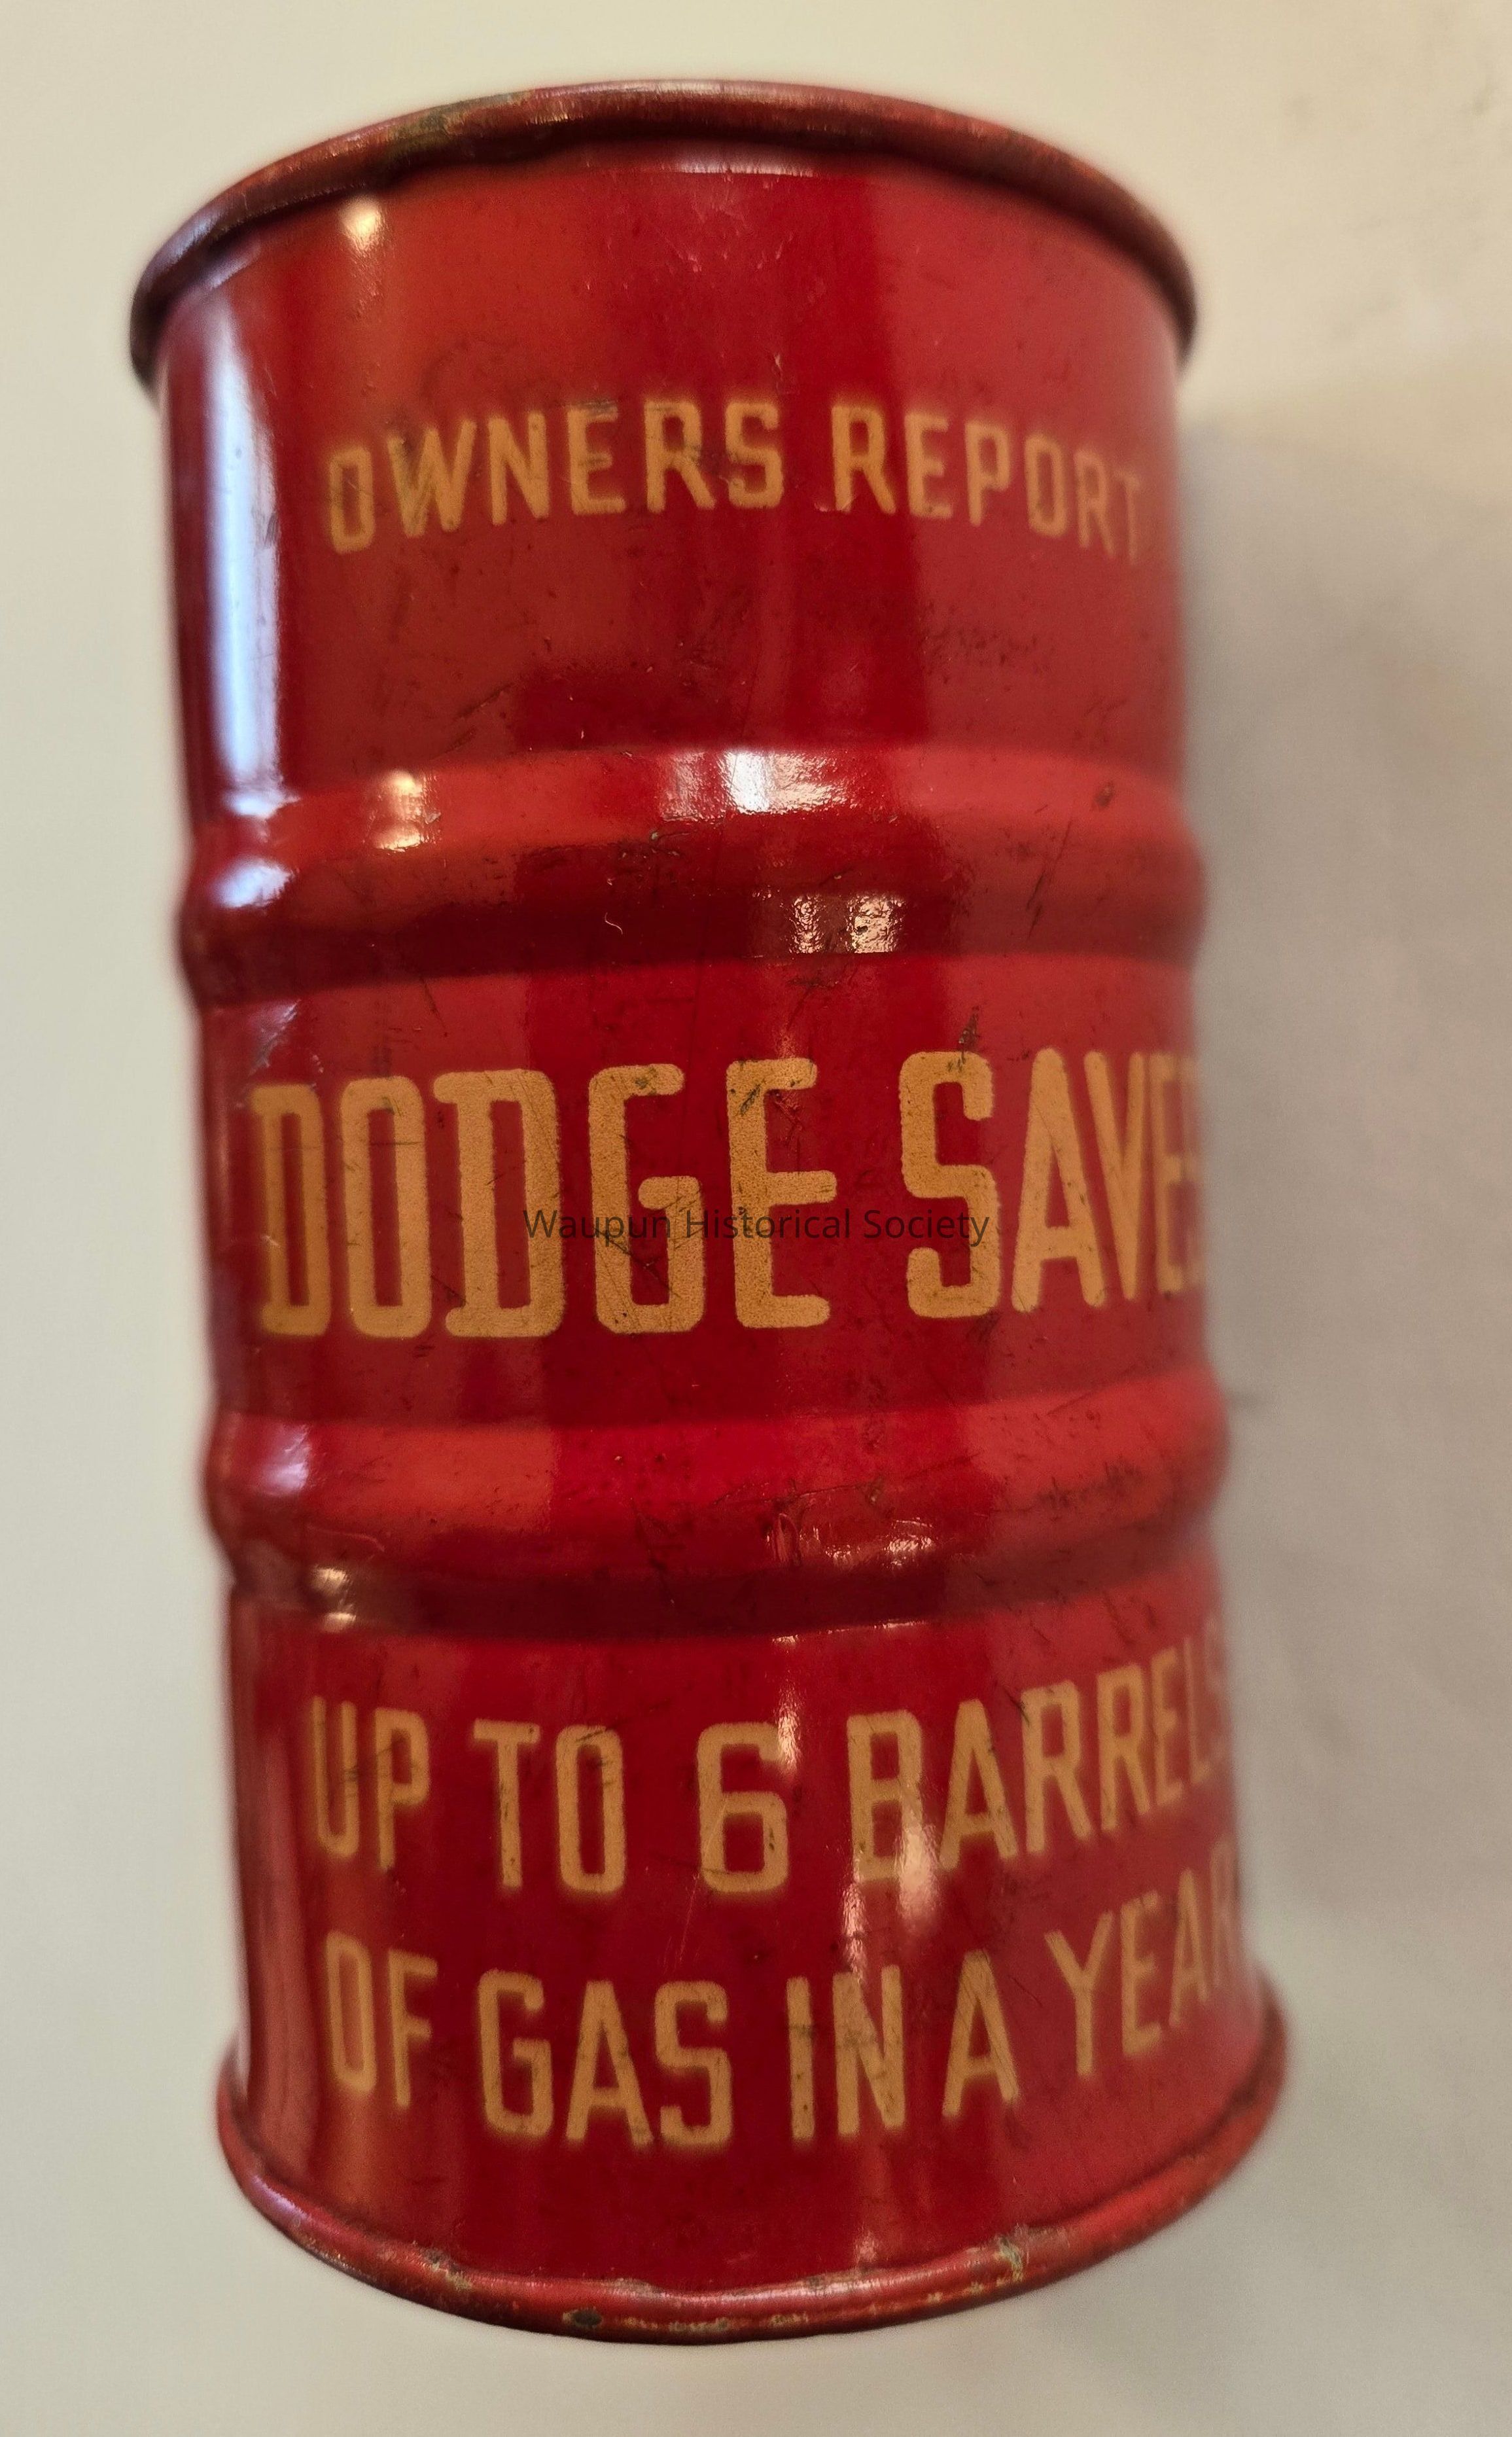 OWNERS REPORT
DODGE SAVES
Waupun Historical Society
UP TO 6 BARRELS
OF GAS IN A YEAR